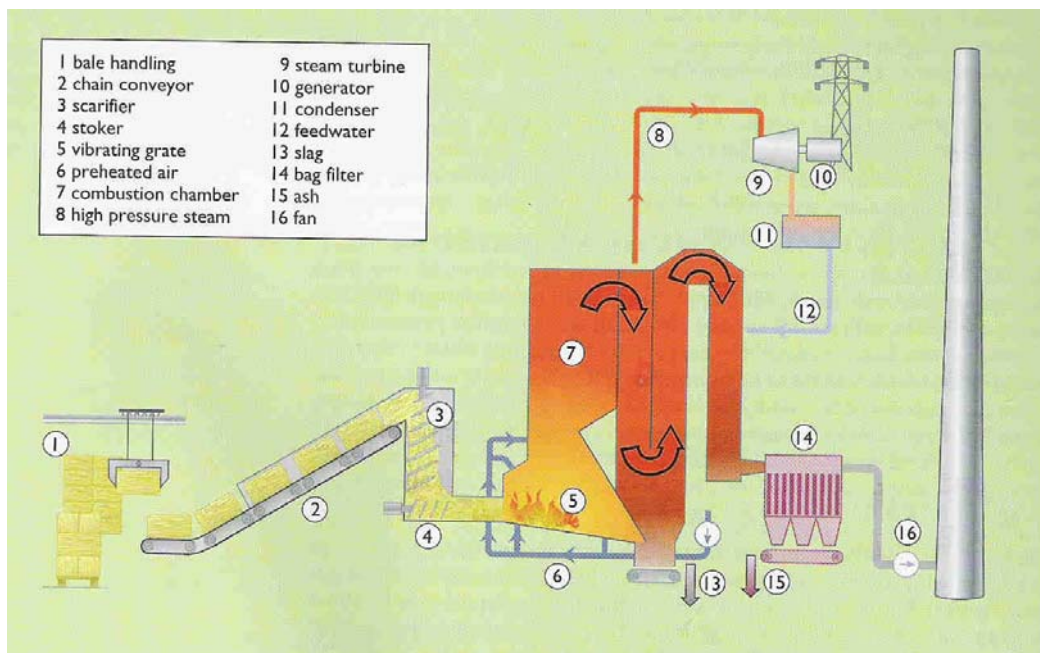 1 bale handling
2 chain conveyor
3 scarifier
4 stoker
5 vibrating grate
6 preheated air
7 combustion chamber
8 high pressure steam
9 steam turbine
10 generator
11 condenser
12 feedwater
13 slag
14 bag filter
15 ash
16 fan
8
9
10
11
12
7
3
1
14
2
5
4
16
6
13
15